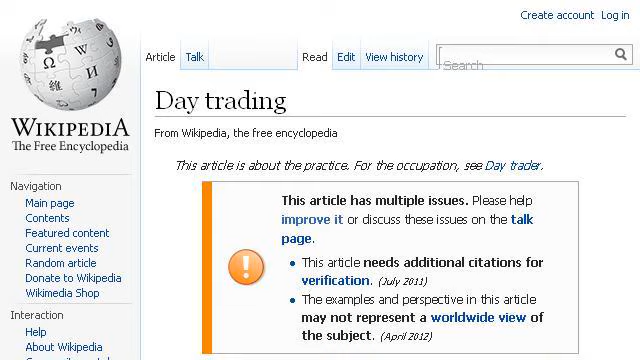 Create account Log in
Article Talk Read Edit View history Search
Day trading
WIKIPEDIA
The Free Encyclopedia
From Wikipedia, the free encyclopedia
This article is about the practice. For the occupation, see Day trader.
This article has multiple issues. Please help
improve it or discuss these issues on the talk
page.
• This article needs additional citations for
verification. (July 2011)
• The examples and perspective in this article
may not represent a worldwide view of
the subject. (April 2012)
Navigation
Main page
Contents
Featured content
Current events
Random article
Donate to Wikipedia
Wikimedia Shop
Interaction
Help
About Wikipedia